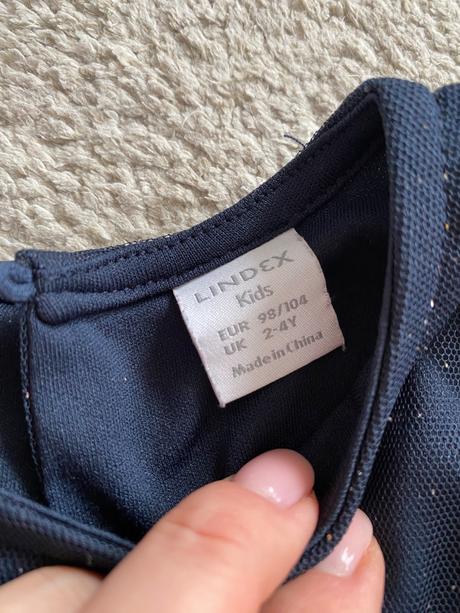 LINDEX
Kids
EUR 98/104
UK 2-4Y
Made in China